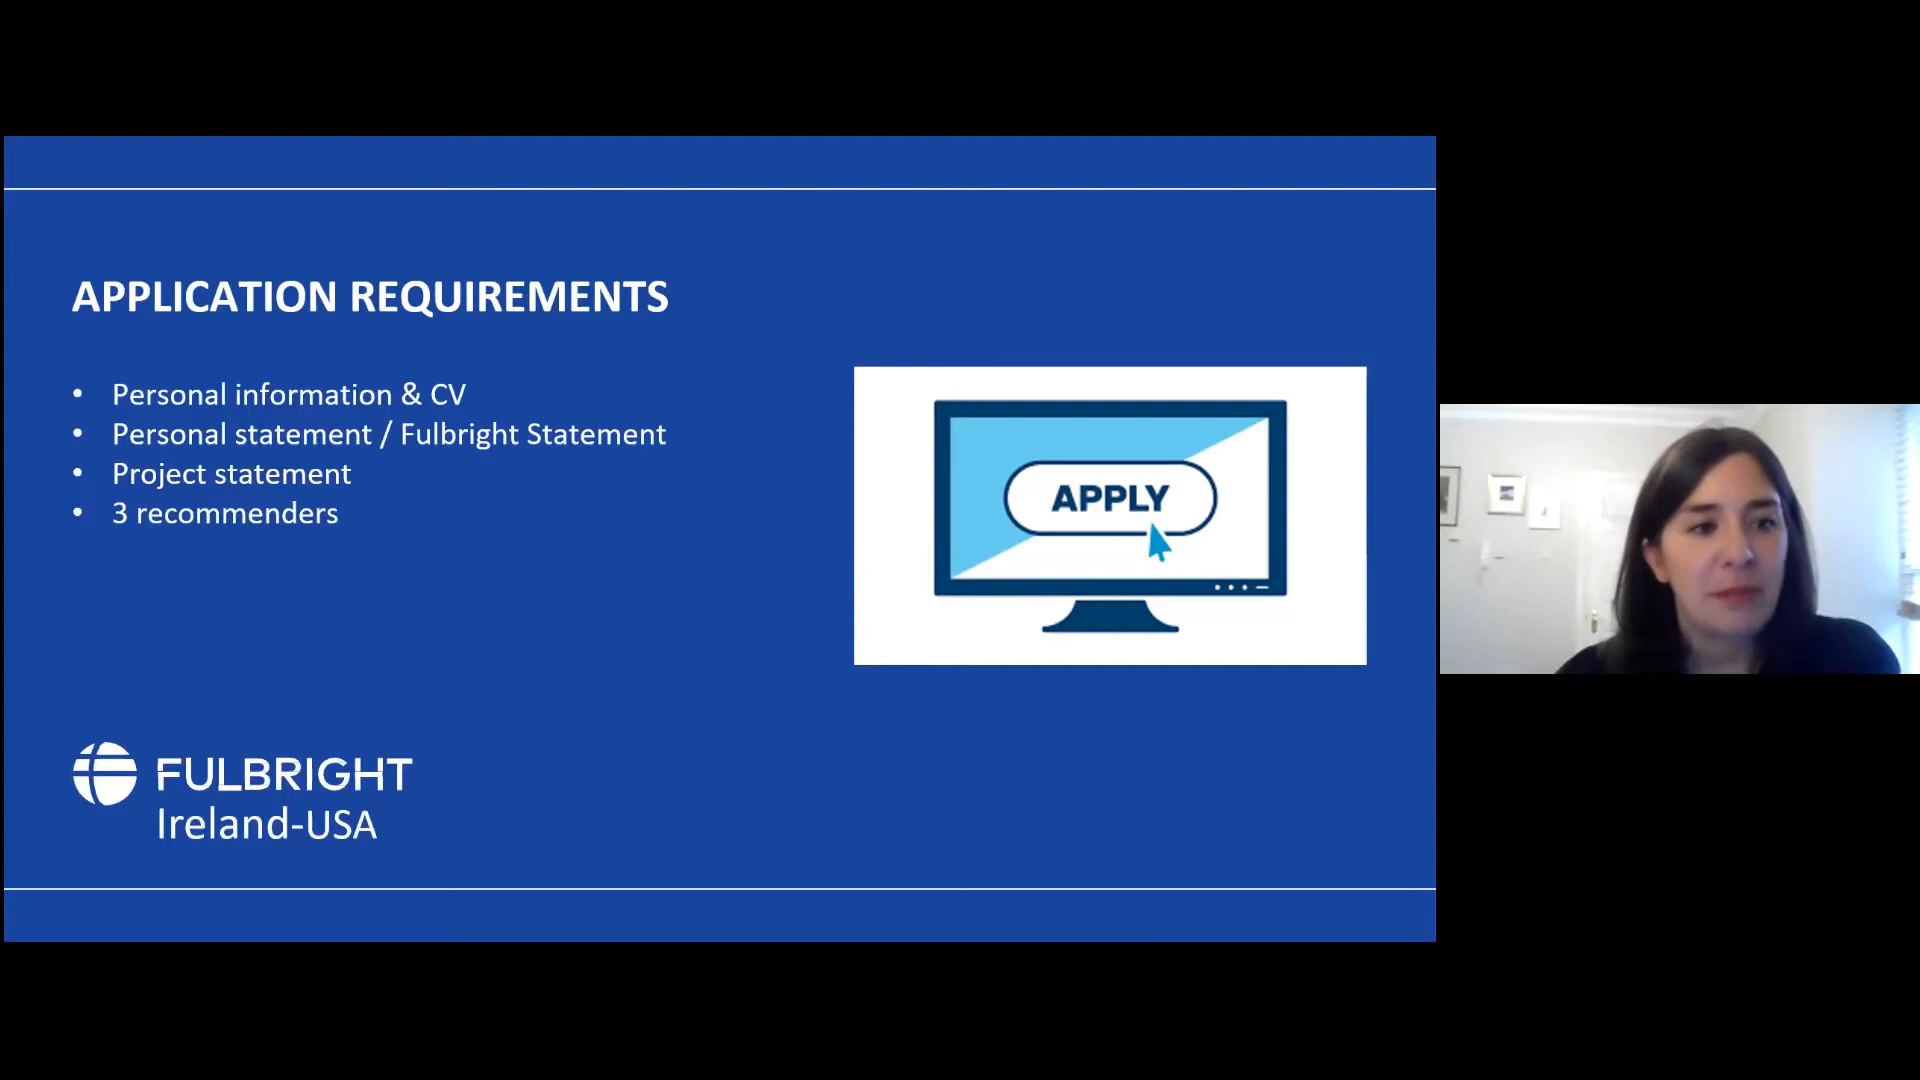 APPLICATION REQUIREMENTS
• Personal information & CV
• Personal statement / Fulbright Statement
• Project statement
• 3 recommenders
APPLY
FULBRIGHT
Ireland-USA